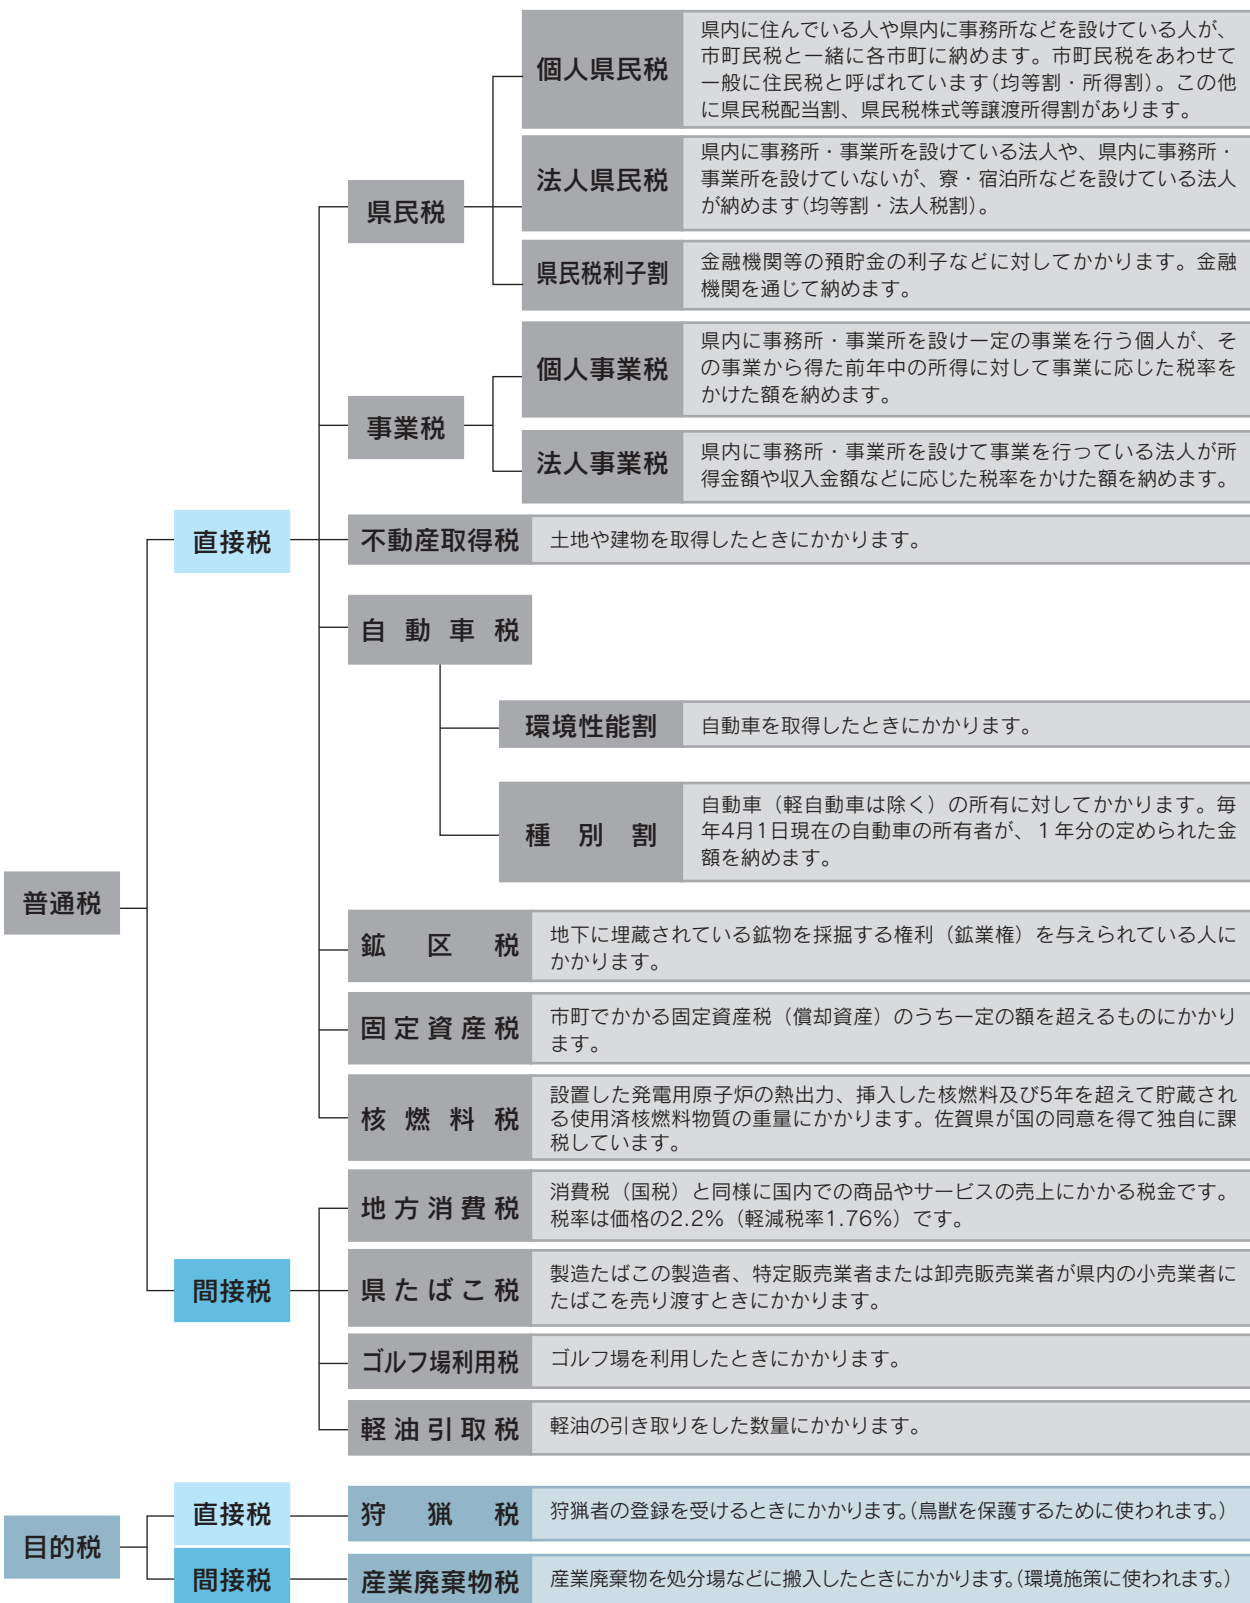 個人県民税
県内に住んでいる人や県内に事務所などを設けている人が、
市町民税と一緒に各市町に納めます。市町民税をあわせて
一般に住民税と呼ばれています(均等割・所得割)。この他
に県民税配当割、県民税株式等譲渡所得割があります。
県民税
法人県民税
県内に事務所・事業所を設けている法人や、県内に事務所・
事業所を設けていないが、寮・宿泊所などを設けている法人
が納めます(均等割・法人税割)。
県民税利子割
金融機関等の預貯金の利子などに対してかかります。金融
機関を通じて納めます。
事業税
個人事業税
県内に事務所・事業所を設け一定の事業を行う個人が、そ
の事業から得た前年中の所得に対して事業に応じた税率を
かけた額を納めます。
法人事業税
県内に事務所・事業所を設けて事業を行っている法人が所
得金額や収入金額などに応じた税率をかけた額を納めます。
直接税
不動産取得税
土地や建物を取得したときにかかります。
自動車税
環境性能割
自動車を取得したときにかかります。
種別割
自動車（軽自動車は除く）の所有に対してかかります。毎
年4月1日現在の自動車の所有者が、１年分の定められた金
額を納めます。
普通税
鉱区税
地下に埋蔵されている鉱物を採掘する権利（鉱業権）を与えられている人に
かかります。
固定資産税
市町でかかる固定資産税（償却資産）のうち一定の額を超えるものにかかり
ます。
核燃料税
設置した発電用原子炉の熱出力、挿入した核燃料及び5年を超えて貯蔵され
る使用済核燃料物質の重量にかかります。佐賀県が国の同意を得て独自に課
税しています。
地方消費税
消費税（国税）と同様に国内での商品やサービスの売上にかかる税金です。
税率は価格の2.2%（軽減税率1.76%）です。
間接税
県たばこ税
製造たばこの製造者、特定販売業者または卸売販売業者が県内の小売業者に
たばこを売り渡すときにかかります。
ゴルフ場利用税
ゴルフ場を利用したときにかかります。
軽油引取税
軽油の引き取りをした数量にかかります。
目的税
直接税
狩猟税
狩猟者の登録を受けるときにかかります。(鳥獣を保護するために使われます。)
間接税
産業廃棄物税
産業廃棄物を処分場などに搬入したときにかかります。(環境施策に使われます。)